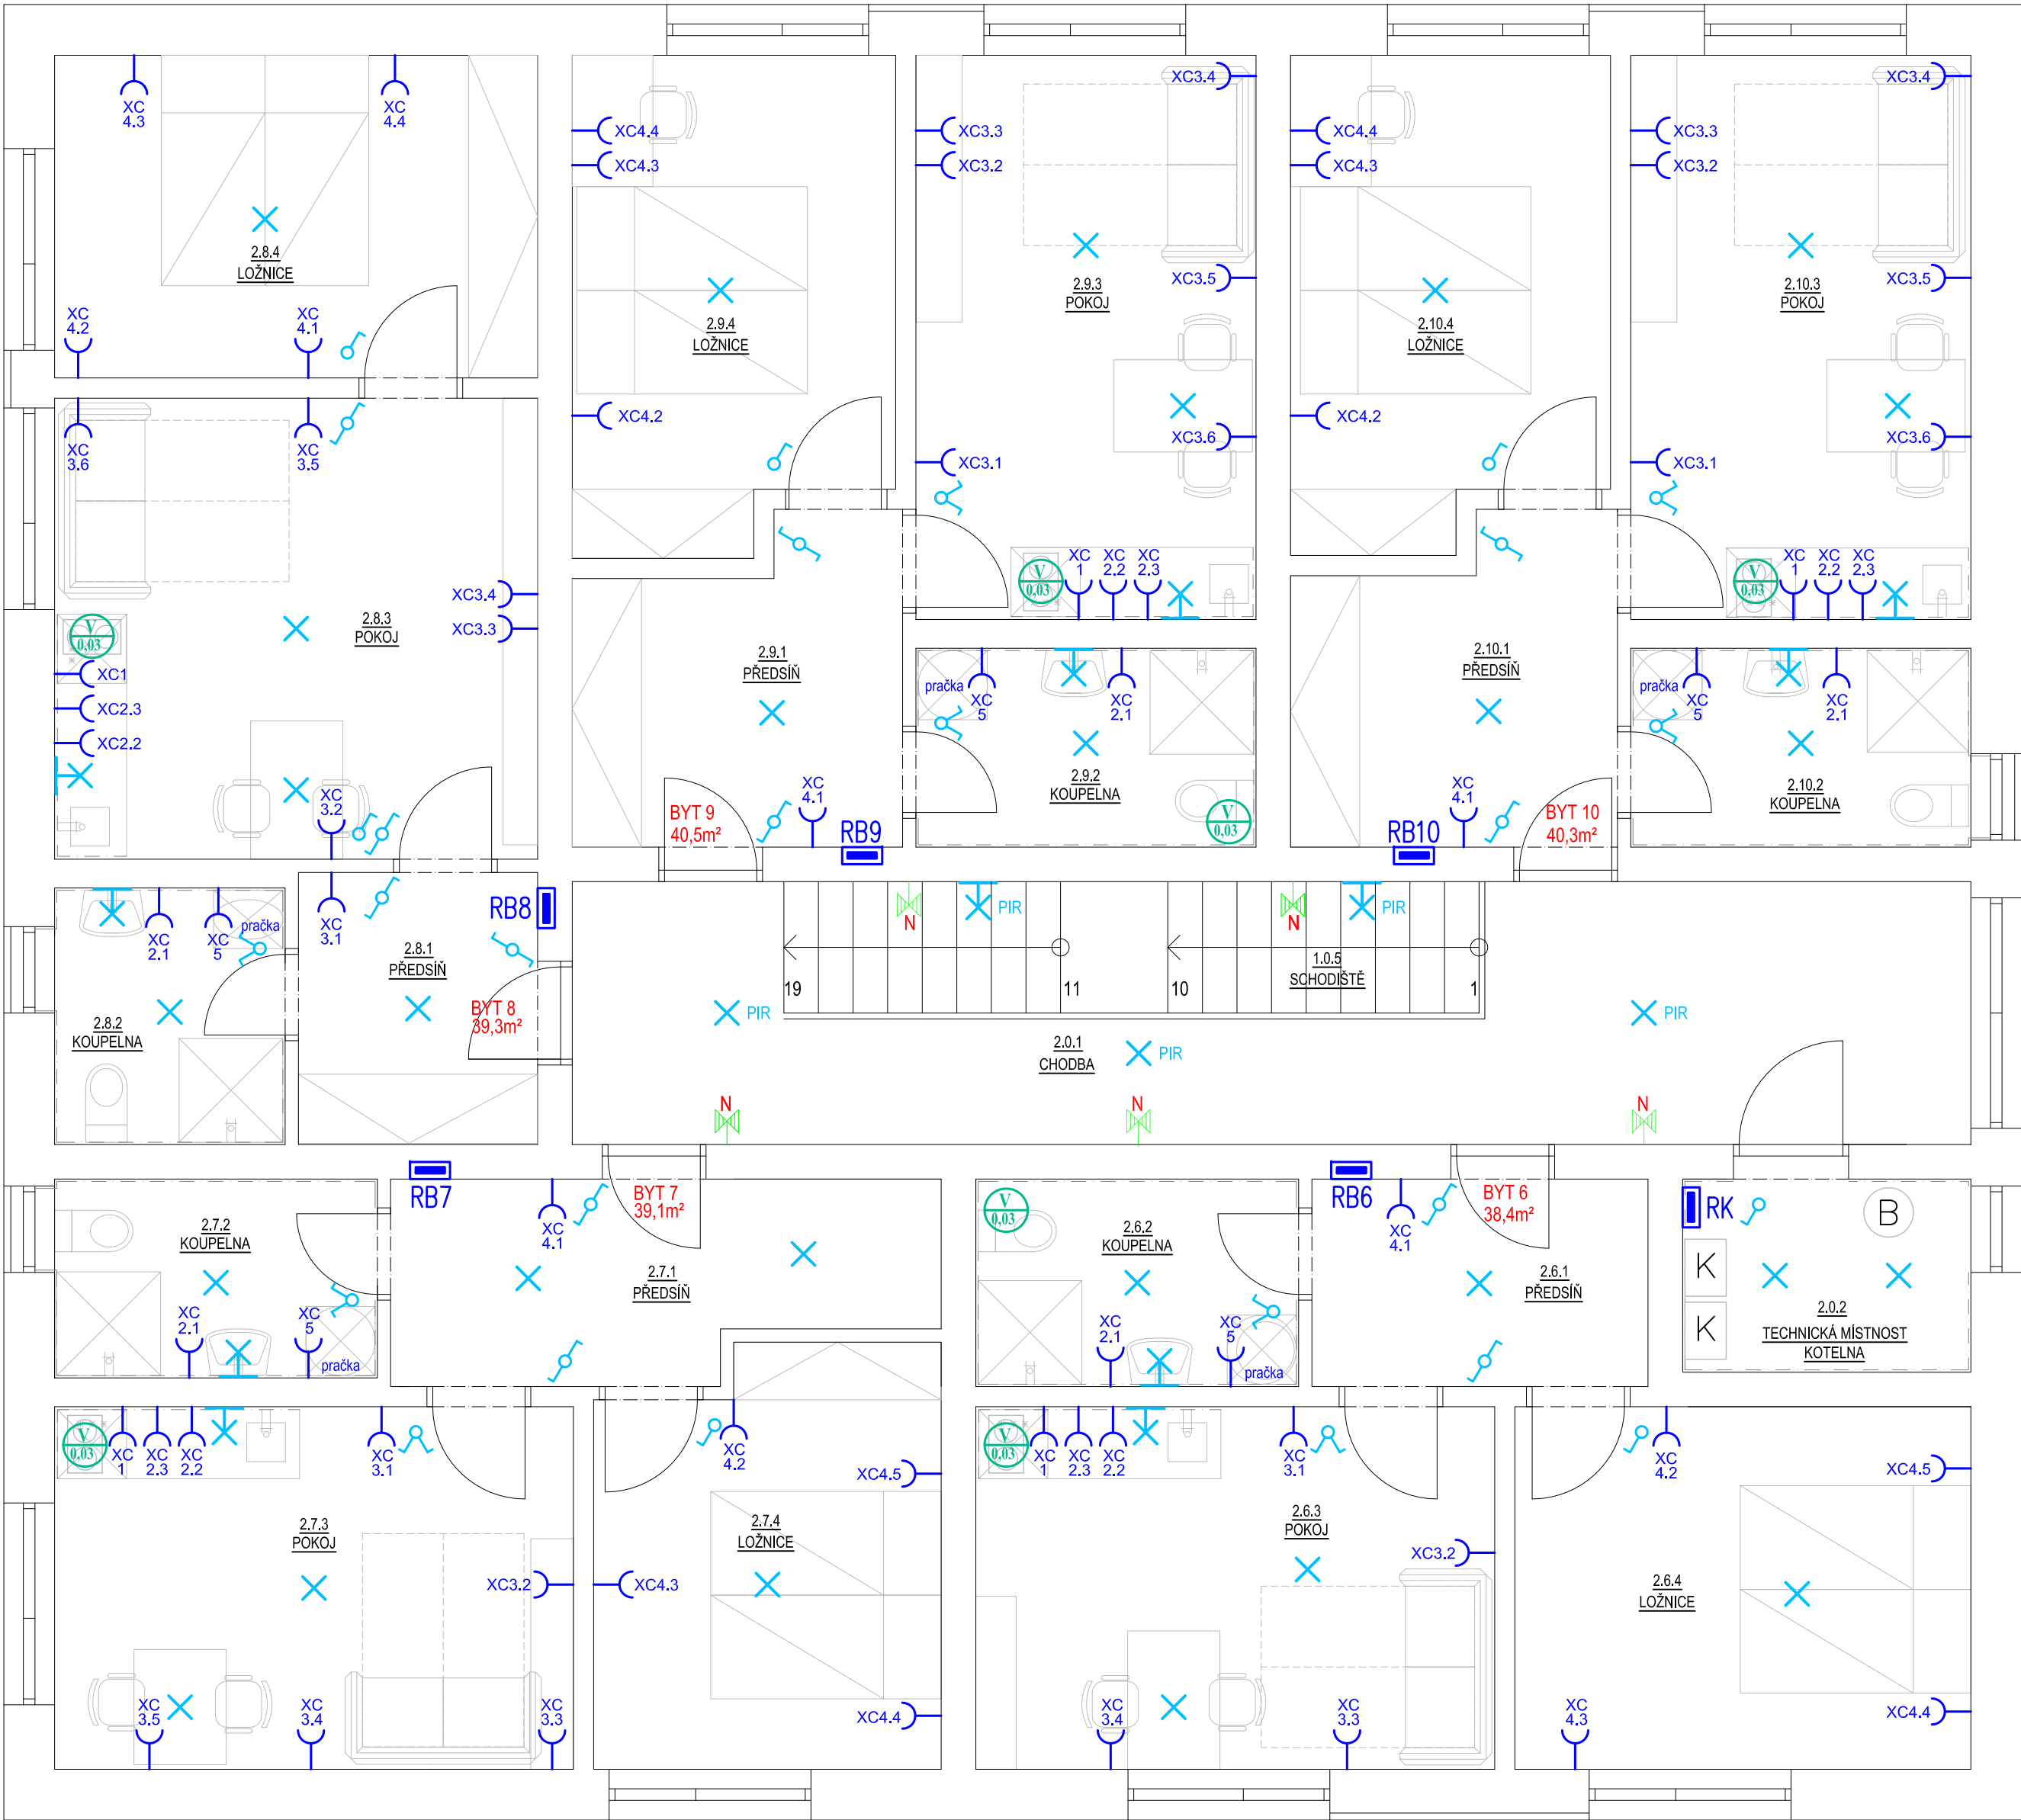 XC
4.3
XC
4.4
2.8.4
LOŽNICE
XC
4.2
XC
4.1
XC4.4
XC4.3
2.9.4
LOŽNICE
XC4.2
XC3.4
XC3.3
XC3.2
2.9.3
POKOJ
XC3.5
XC3.6
XC3.1
V
0,03
XC
1
XC
2.2
XC
2.3
XC4.4
XC4.3
2.10.4
LOŽNICE
XC4.2
XC3.4
XC3.3
XC3.2
2.10.3
POKOJ
XC3.5
XC3.6
XC3.1
V
0,03
XC
1
XC
2.2
XC
2.3
XC
3.6
XC
3.5
XC3.4
XC3.3
2.8.3
POKOJ
V
0,03
XC1
XC2.3
XC2.2
XC
3.2
2.9.1
PŘEDSÍŇ
XC
4.1
BYT 9
40,5m²
RB9
pračka
XC
5
XC
2.1
2.9.2
KOUPELNA
V
0,03
2.10.1
PŘEDSÍŇ
XC
4.1
RB10
BYT 10
40,3m²
pračka
XC
5
XC
2.1
2.10.2
KOUPELNA
XC
2.1
XC
5
pračka
2.8.2
KOUPELNA
XC
3.1
RB8
2.8.1
PŘEDSÍŇ
BYT 8
39,3m²
N
PIR
N
PIR
19
11
10
1.0.5
SCHODIŠTĚ
1
PIR
PIR
PIR
2.0.1
CHODBA
N
N
N
2.7.2
KOUPELNA
XC
2.1
XC
5
pračka
RB7
XC
4.1
BYT 7
39,1m²
2.7.1
PŘEDSÍŇ
V
0,03
2.6.2
KOUPELNA
XC
2.1
XC
5
pračka
RB6
XC
4.1
BYT 6
38,4m²
2.6.1
PŘEDSÍŇ
RK
B
K
K
2.0.2
TECHNICKÁ MÍSTNOST
KOTELNA
V
0,03
XC
1
XC
2.3
XC
2.2
XC
3.1
2.7.3
POKOJ
XC3.2
XC
3.5
XC
3.4
XC
3.3
XC
4.2
XC4.5
2.7.4
LOŽNICE
XC4.3
XC4.4
V
0,03
XC
1
XC
2.3
XC
2.2
XC
3.1
2.6.3
POKOJ
XC3.2
XC
3.4
XC
3.3
XC
4.2
XC4.5
2.6.4
LOŽNICE
XC
4.3
XC4.4